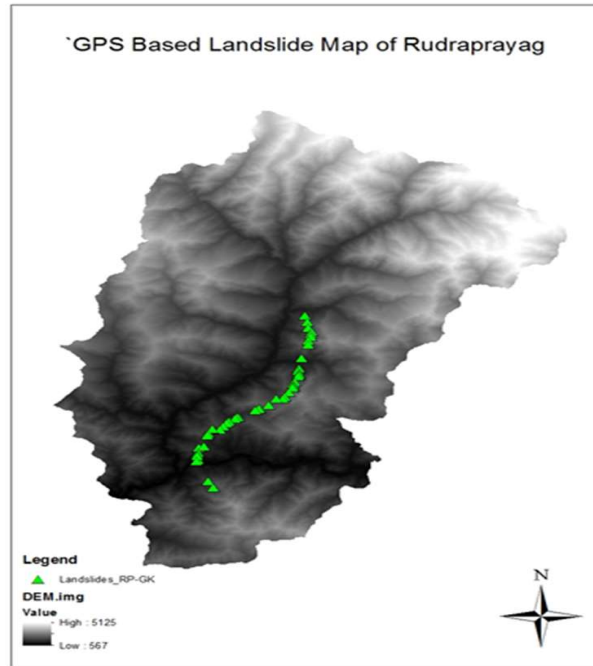 `GPS Based Landslide Map of Rudraprayag
Legend
Landslides_RP-GK
DEM.img
Value
High : 5125
Low : 567
N